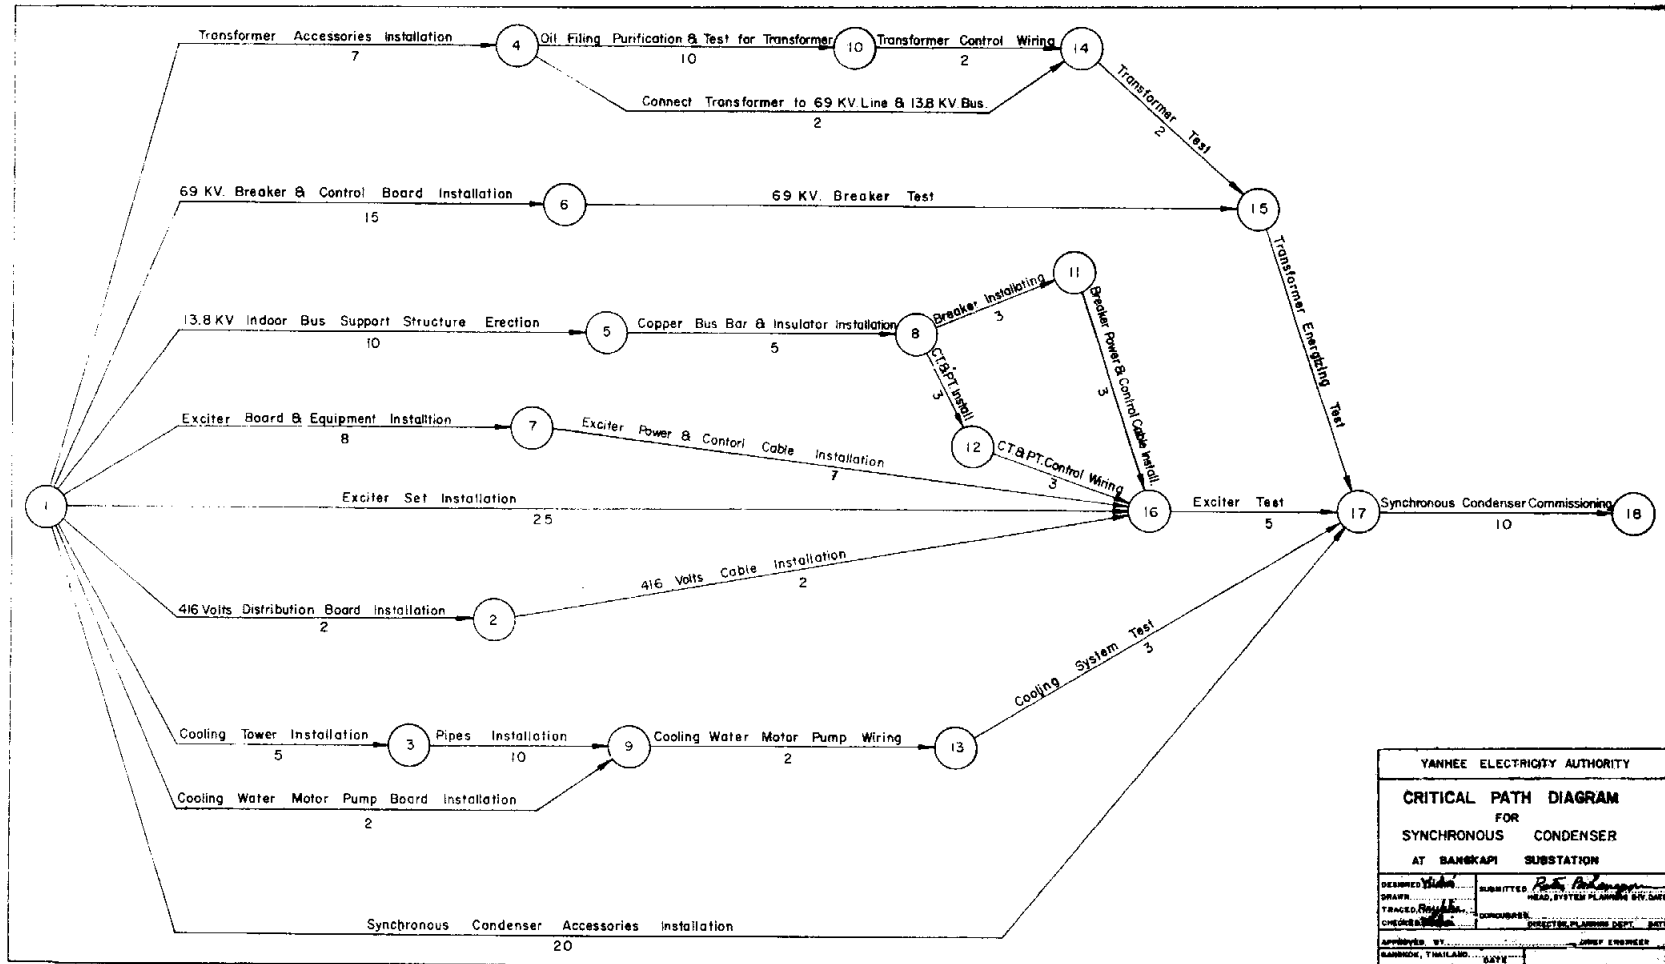 Transformer Accessories Installation
7
4
Oil Filing Purification & Test for Transformer
10
10
Transformer Control Wiring
2
14
Connect Transformer to 69 KV. Line & 13.8 KV. Bus.
2
Transformer Test
2
69 KV. Breaker & Control Board Installation
15
6
69 KV. Breaker Test
15
Transformer Energizing Test
13.8 KV Indoor Bus Support Structure Erection
10
5
Copper Bus Bar & Insulator Installation
5
8
Breaker Installating
3
11
Breaker Power & Control Cable Install.
3
C.T.&P.T. Install
3
12
C.T.&P.T. Control Wiring
3
Exciter Board & Equipment Installtion
8
7
Exciter Power & Contorl Cable Installation
7
1
Exciter Set Installation
25
16
Exciter Test
5
17
Synchronous Condenser Commissioning
10
18
416 Volts Distribution Board Installation
2
2
416 Volts Cable Installation
2
Cooling Tower Installation
5
3
Pipes Installation
10
9
Cooling Water Motor Pump Wiring
2
13
Cooling System Test
3
Cooling Water Motor Pump Board Installation
2
Synchronous Condenser Accessories Installation
20
YANHEE ELECTRICITY AUTHORITY
CRITICAL PATH DIAGRAM
FOR
SYNCHRONOUS CONDENSER
AT BANGKAPI SUBSTATION
DESIGNED
SUBMITTED
DRAWN
HEAD, SYSTEM PLANNING DIV. DATE
TRACED
CONCURRED
CHECKED
DIRECTOR, PLANNING DEPT. DATE
APPROVED BY CHIEF ENGINEER
BANGKOK, THAILAND. DATE